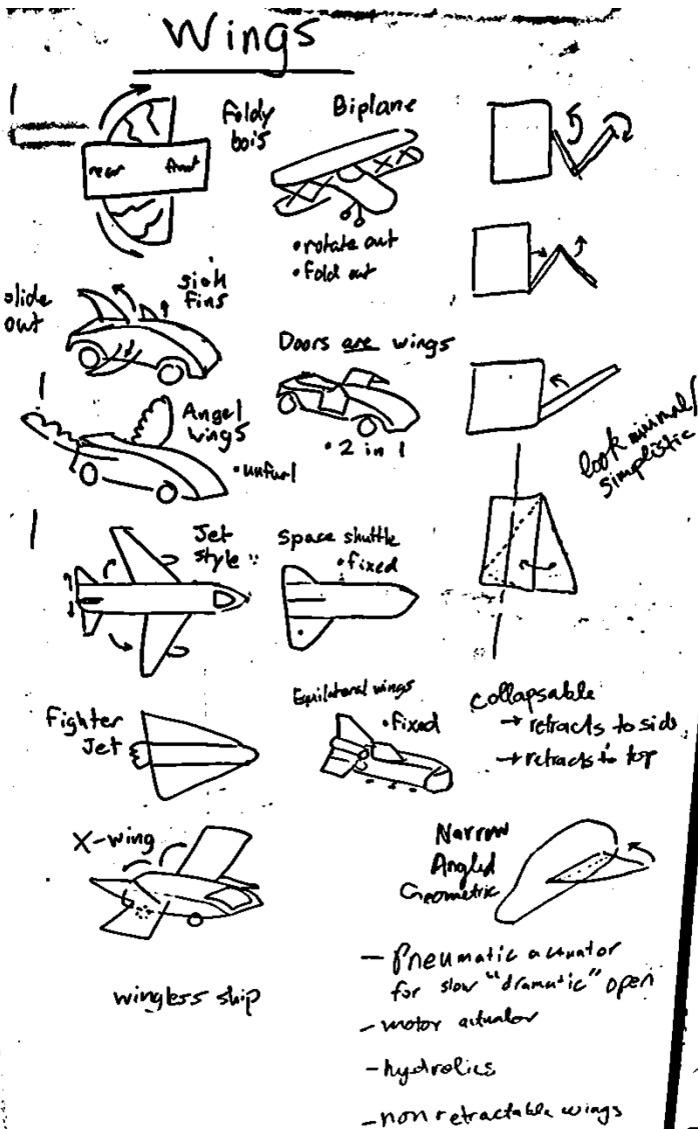 Wings
Foldy
bois
rear front
Biplane
• rotate out
• fold out
slide
out
sick
fins
Doors are wings
• 2 in 1
Angel
wings
• unfurl
look minimal/
simplistic
Jet
style
Space shuttle
• fixed
Fighter
Jet
Equilateral wings
• fixed
collapsable
→ retracts to side
→ retracts to top
X-wing
Narrow
Angled
Geometric
wingless ship
- Pneumatic actuator
for slow "dramatic" open
- motor actuator
- hydrolics
- non retractable wings